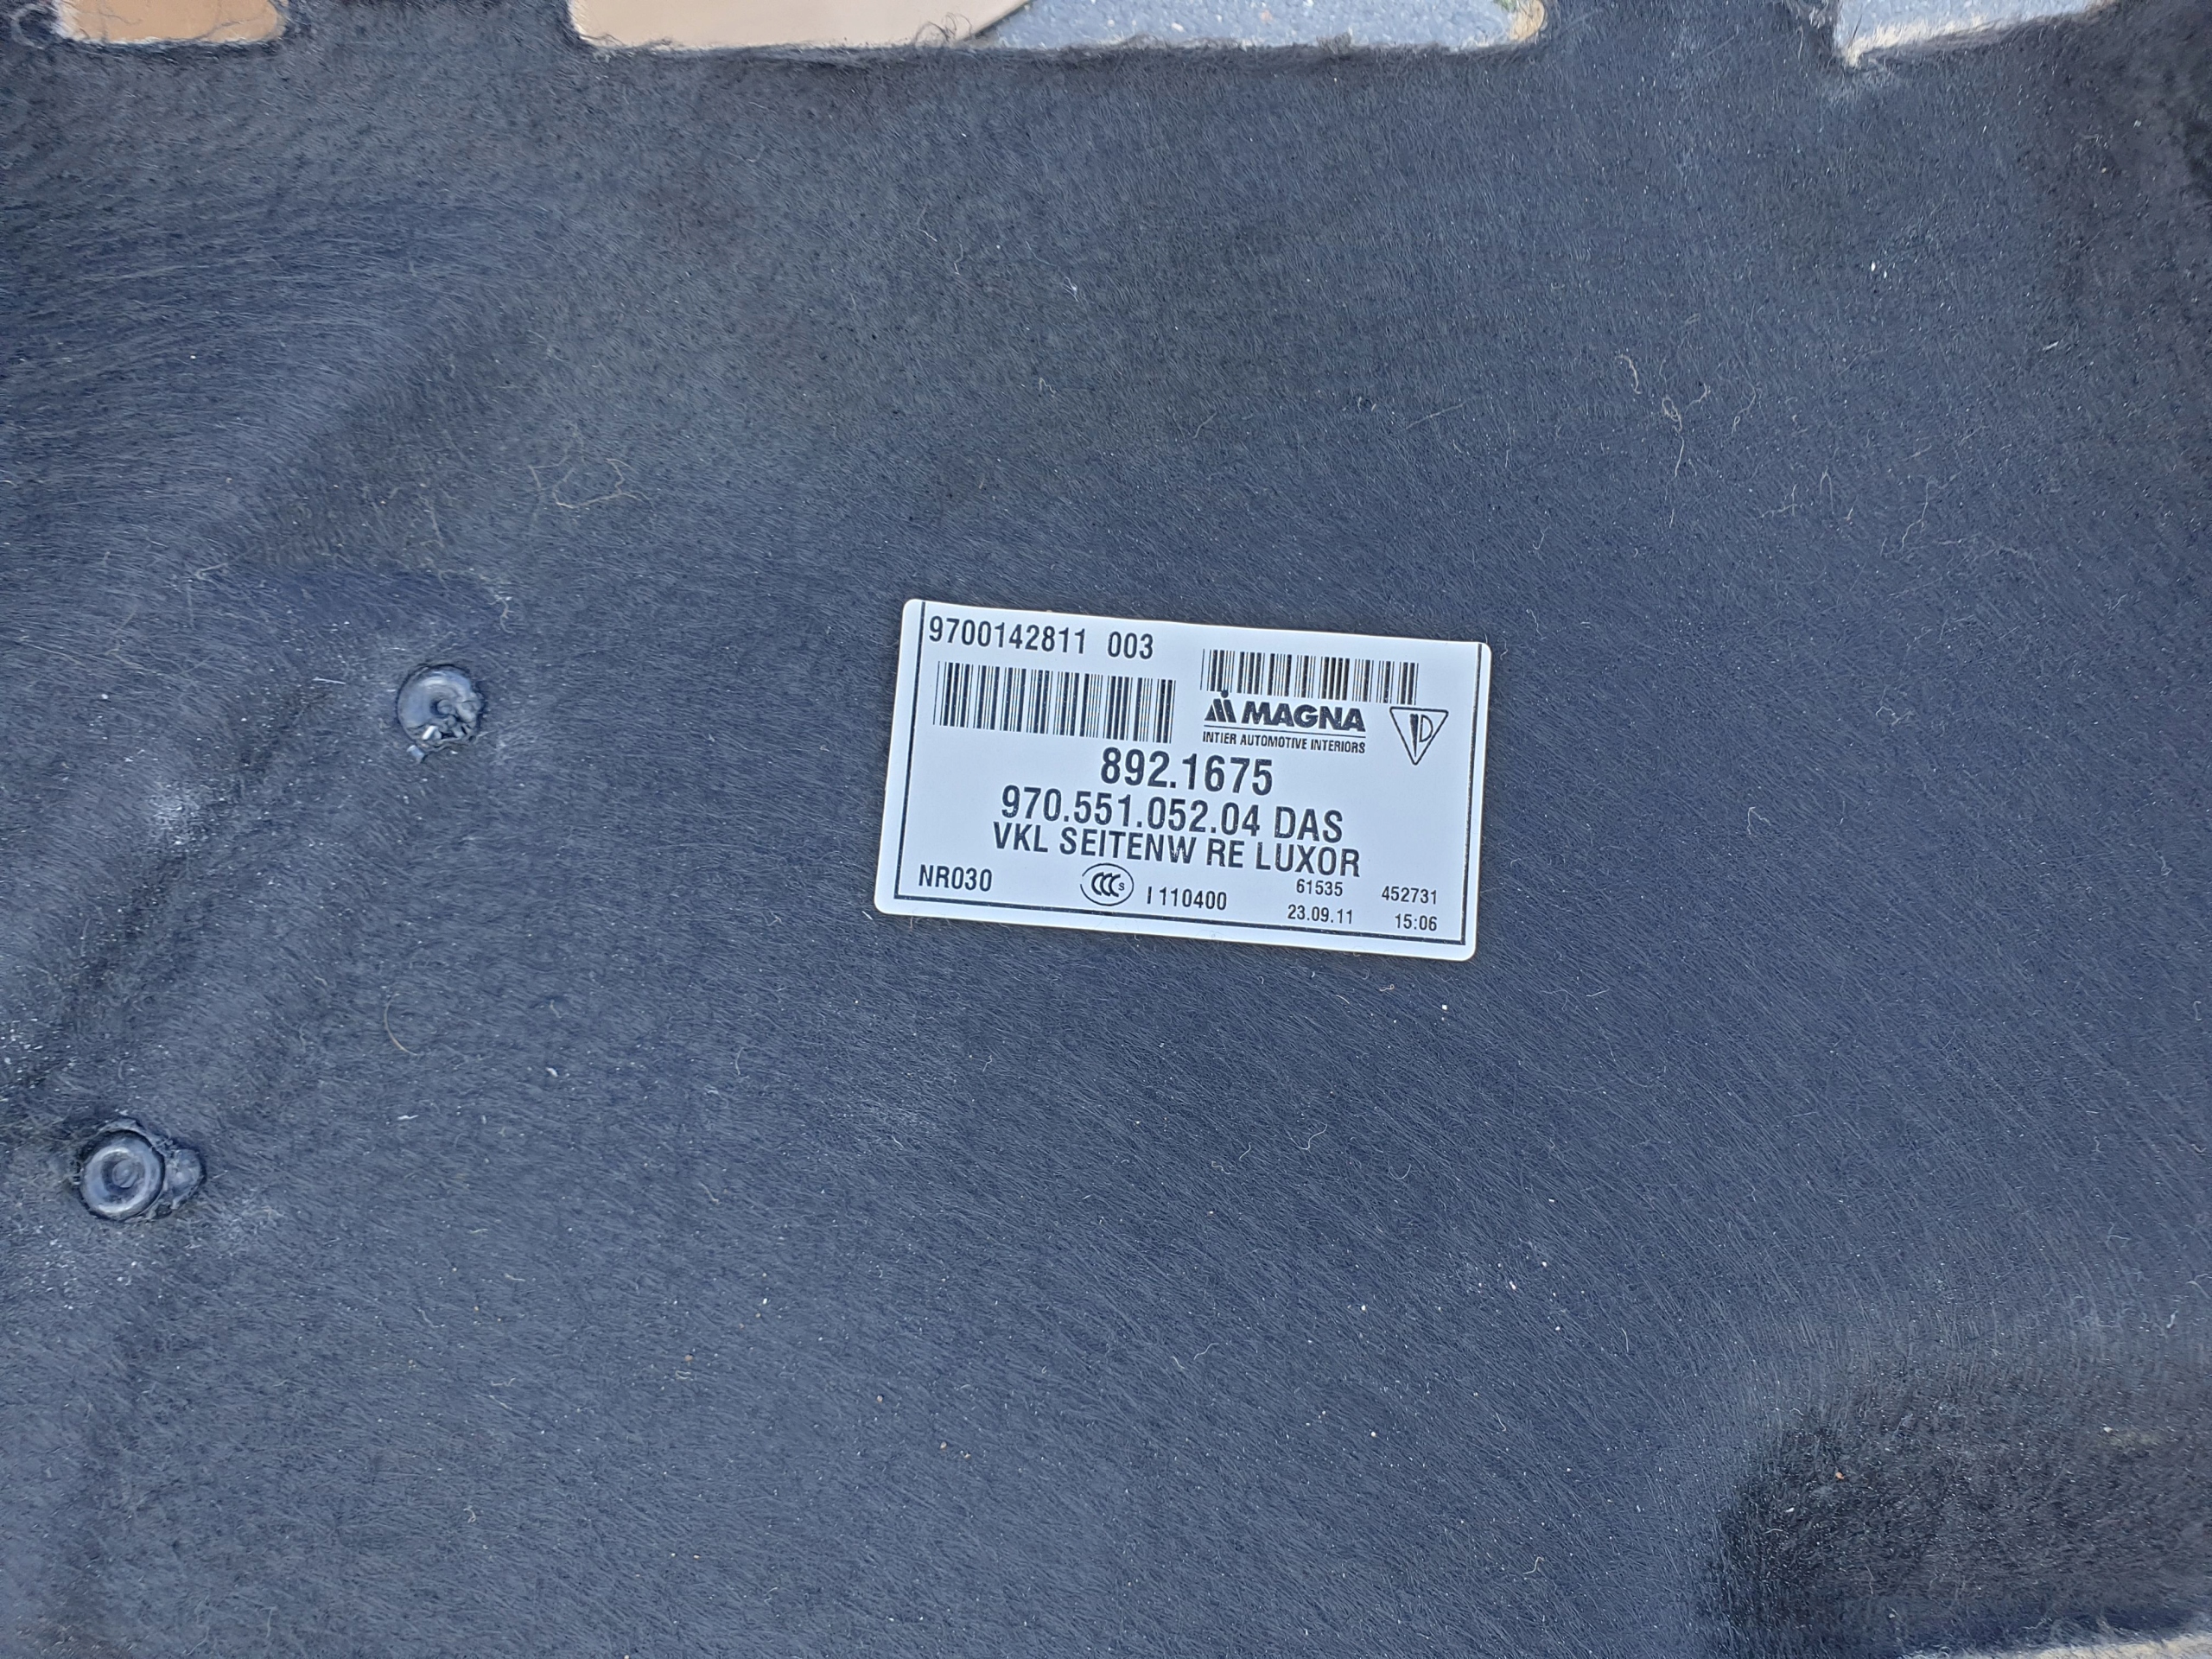 9700142811 003
MAGNA
INTIER AUTOMOTIVE INTERIORS
892.1675
970.551.052.04 DAS
VKL SEITENW RE LUXOR
NR030 CCC S I 110400 61535 452731
23.09.11 15:06